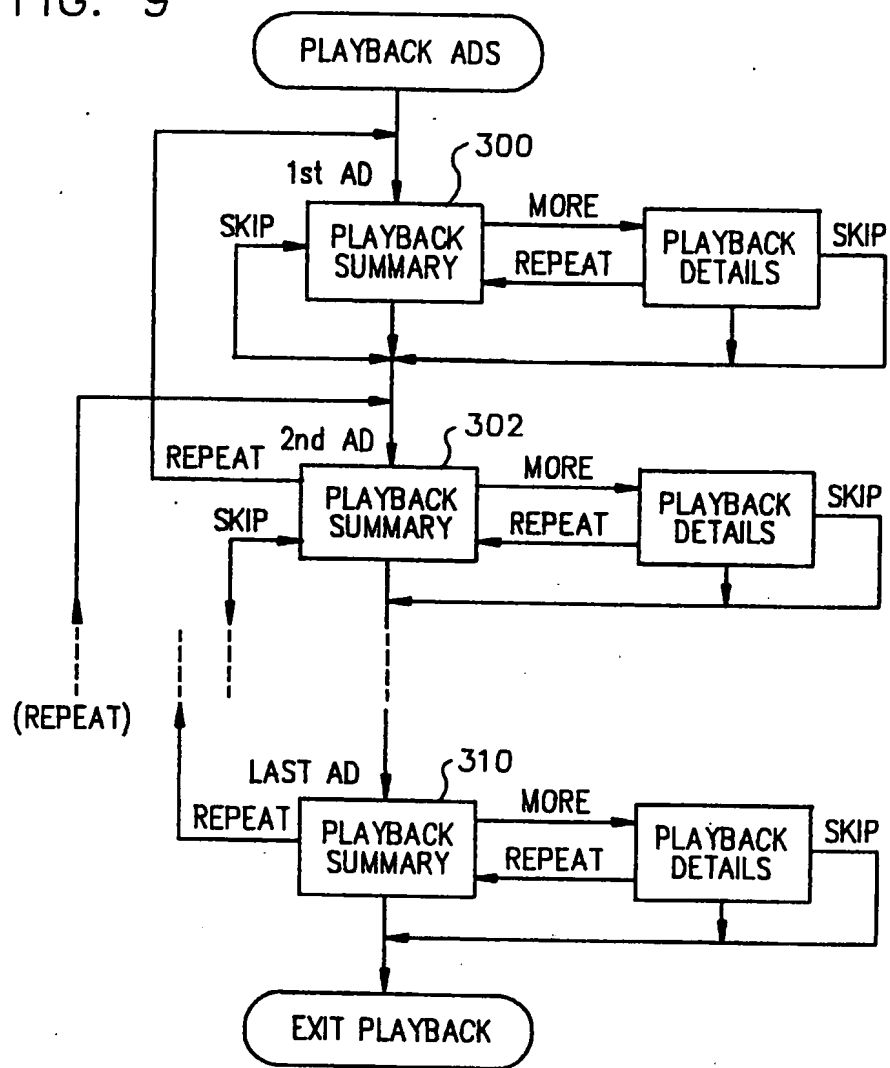 FIG. 9
PLAYBACK ADS
1st AD
300
SKIP
PLAYBACK
SUMMARY
MORE
REPEAT
PLAYBACK
DETAILS
SKIP
2nd AD
302
REPEAT
SKIP
PLAYBACK
SUMMARY
MORE
REPEAT
PLAYBACK
DETAILS
SKIP
(REPEAT)
LAST AD
310
REPEAT
PLAYBACK
SUMMARY
MORE
REPEAT
PLAYBACK
DETAILS
SKIP
EXIT PLAYBACK